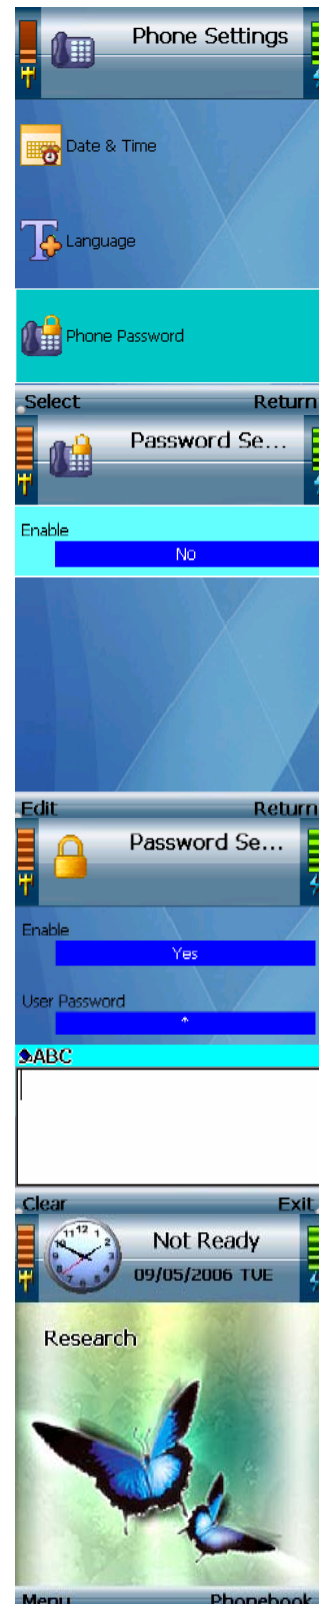 Phone Settings
Date & Time
Language
Phone Password
Select Return
Password Se...
Enable
No
Edit Return
Password Se...
Enable
Yes
User Password
*
ABC
Clear Exit
Not Ready
09/05/2006 TUE
Research
Menu Phonebook